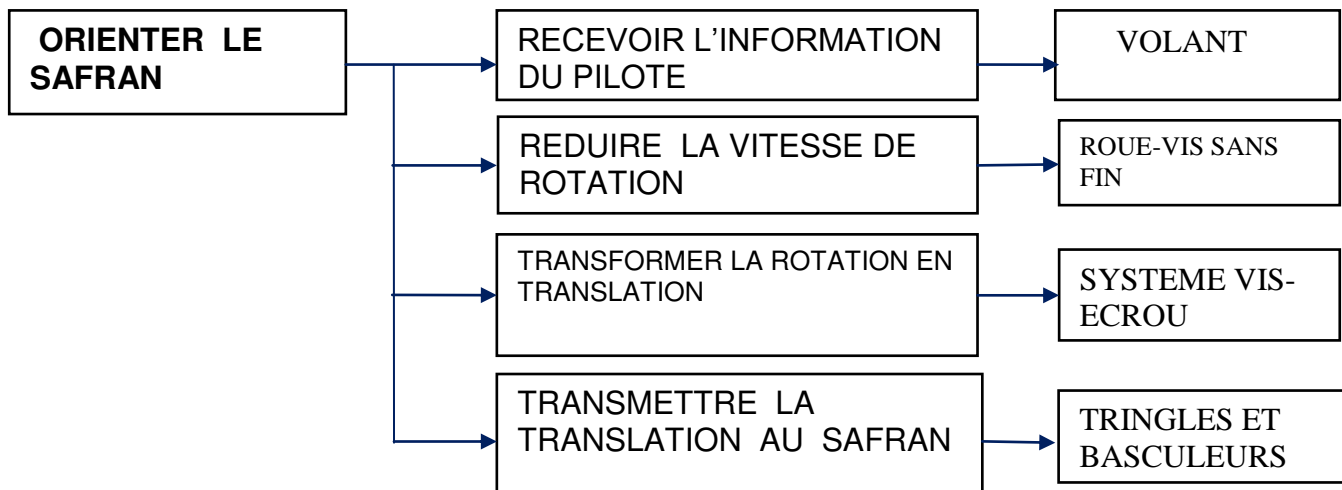 ORIENTER LE
SAFRAN
RECEVOIR L'INFORMATION
DU PILOTE
VOLANT
REDUIRE LA VITESSE DE
ROTATION
ROUE-VIS SANS
FIN
TRANSFORMER LA ROTATION EN
TRANSLATION
SYSTEME VIS-
ECROU
TRANSMETTRE LA
TRANSLATION AU SAFRAN
TRINGLES ET
BASCULEURS